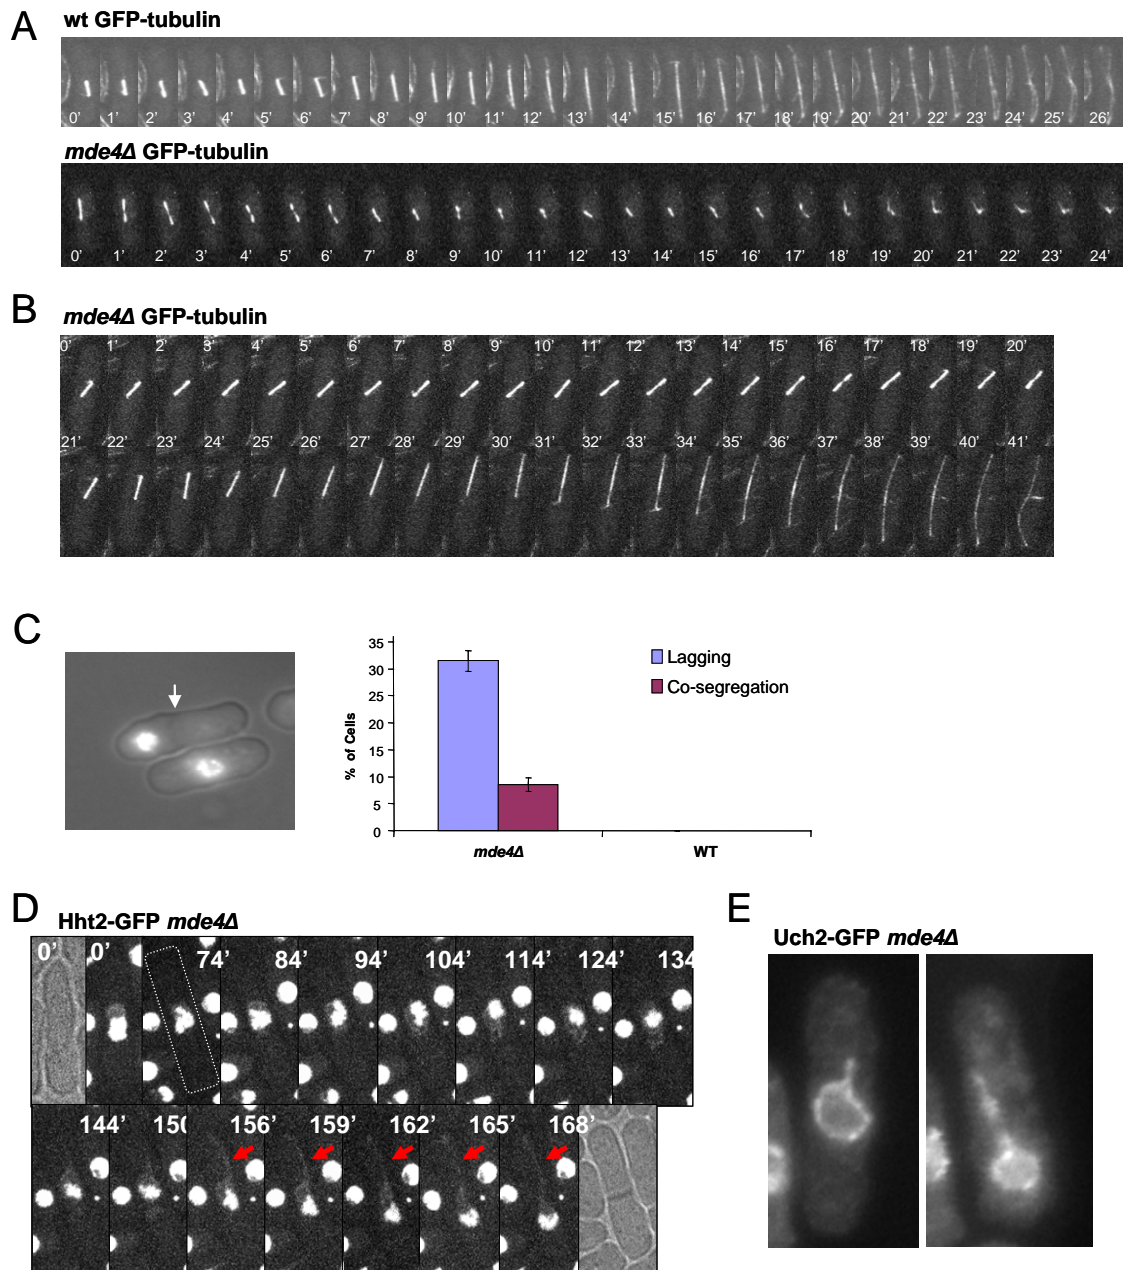 A
wt GFP-tubulin
0’ 1’ 2’ 3’ 4’ 5’ 6’ 7’ 8’ 9’ 10’ 11’ 12’ 13’ 14’ 15’ 16’ 17’ 18’ 19’ 20’ 21’ 22’ 23’ 24’ 25’ 26’
mde4Δ GFP-tubulin
0’ 1’ 2’ 3’ 4’ 5’ 6’ 7’ 8’ 9’ 10’ 11’ 12’ 13’ 14’ 15’ 16’ 17’ 18’ 19’ 20’ 21’ 22’ 23’ 24’
B
mde4Δ GFP-tubulin
0’ 1’ 2’ 3’ 4’ 5’ 6’ 7’ 8’ 9’ 10’ 11’ 12’ 13’ 14’ 15’ 16’ 17’ 18’ 19’ 20’
21’ 22’ 23’ 24’ 25’ 26’ 27’ 28’ 29’ 30’ 31’ 32’ 33’ 34’ 35’ 36’ 37’ 38’ 39’ 40’ 41’
C
% of Cells
35
30
25
20
15
10
5
0
Lagging
Co-segregation
mde4Δ WT
D
Hht2-GFP mde4Δ
0’ 0’ 74’ 84’ 94’ 104’ 114’ 124’ 134
144’ 150 156’ 159’ 162’ 165’ 168’
E
Uch2-GFP mde4Δ